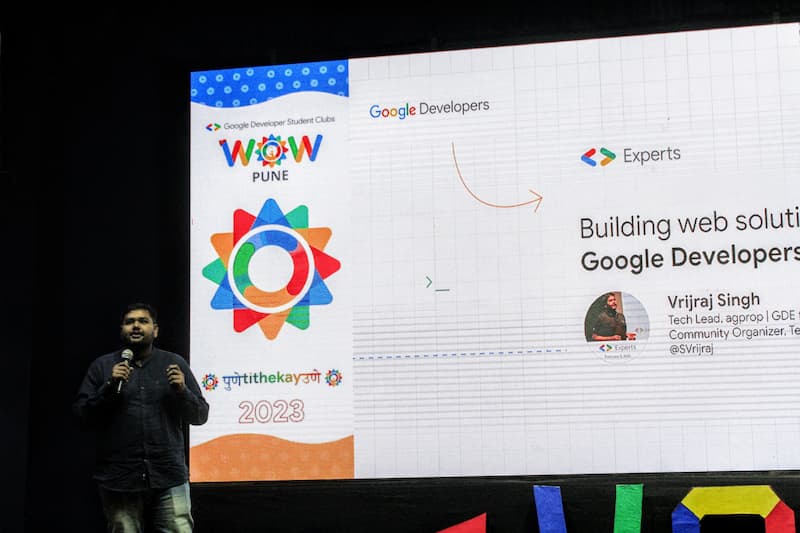 Google Developer Student Clubs
WOW
PUNE
पुणेtithekayउणे
2023
Google Developers
Experts
Building web soluti
Google Developers
Vrijraj Singh
Tech Lead, agprop | GDE
Community Organizer, Te
@SVrijraj
Experts